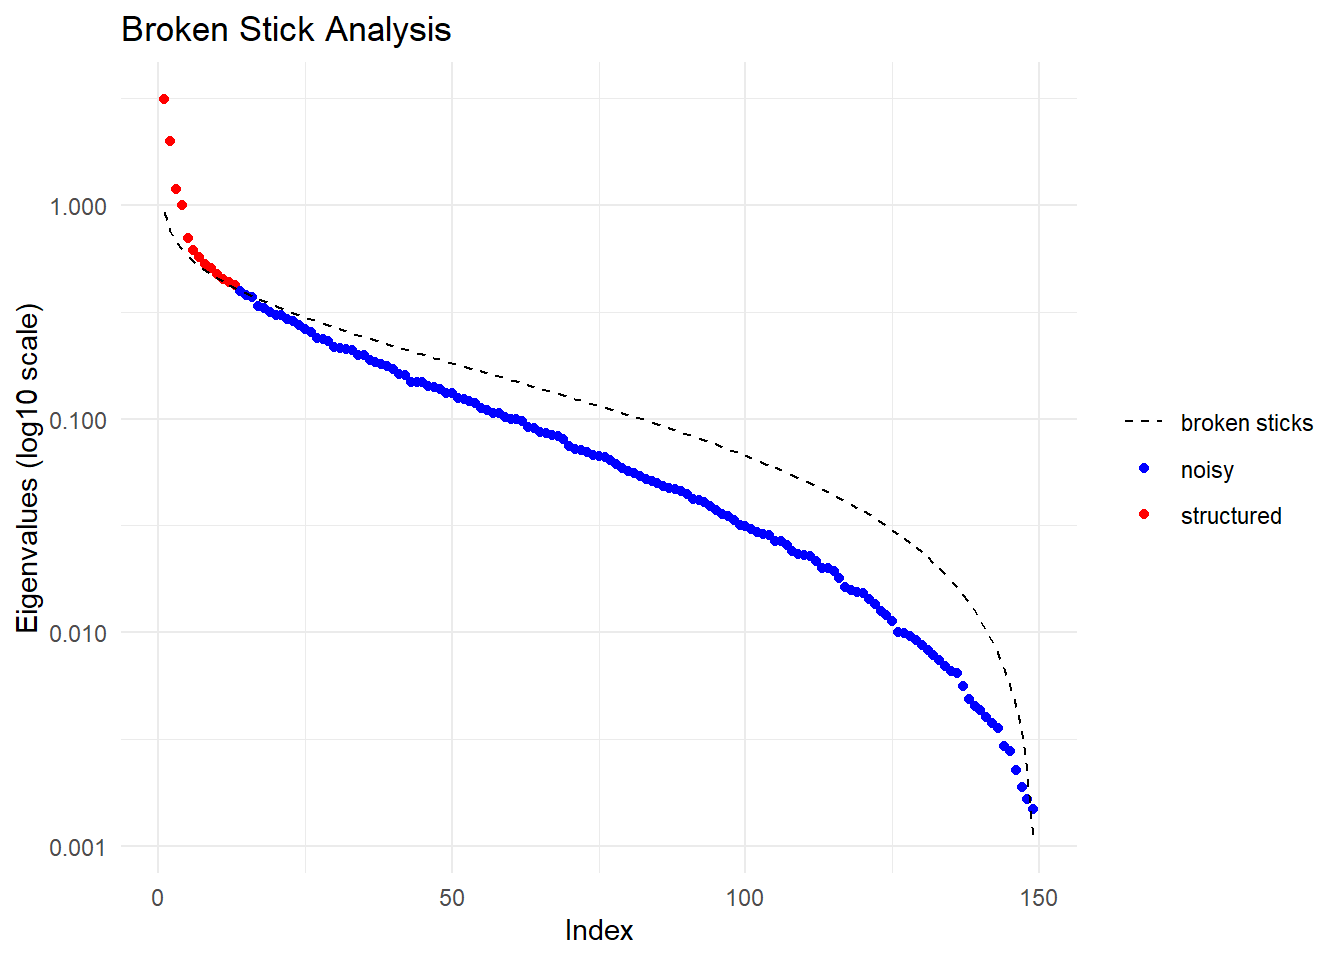 Broken Stick Analysis
Eigenvalues (log10 scale)
1.000
0.100
0.010
0.001
0
50
100
150
Index
broken sticks
noisy
structured